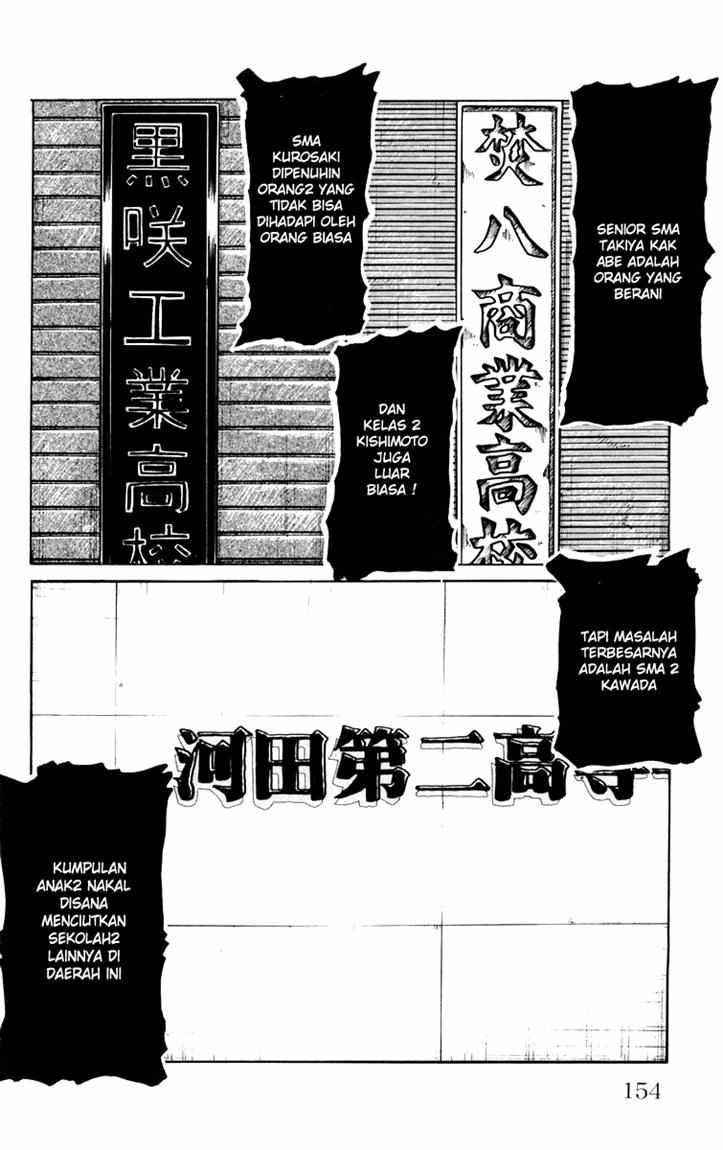 SENIOR SMA
TAKIYA KAK
ABE ADALAH
ORANG YANG
BERANI
焚八商業高校
DAN
KELAS 2
KISHIMOTO
JUGA
LUAR
BIASA !
SMA
KUROSAKI
DIPENUHIN
ORANG2 YANG
TIDAK BISA
DIHADAPI OLEH
ORANG BIASA
黒咲工業高校
TAPI MASALAH
TERBESARNYA
ADALAH SMA 2
KAWADA
河田第二高等
KUMPULAN
ANAK2 NAKAL
DISANA
MENCIUTKAN
SEKOLAH2
LAINNYA DI
DAERAH INI
154